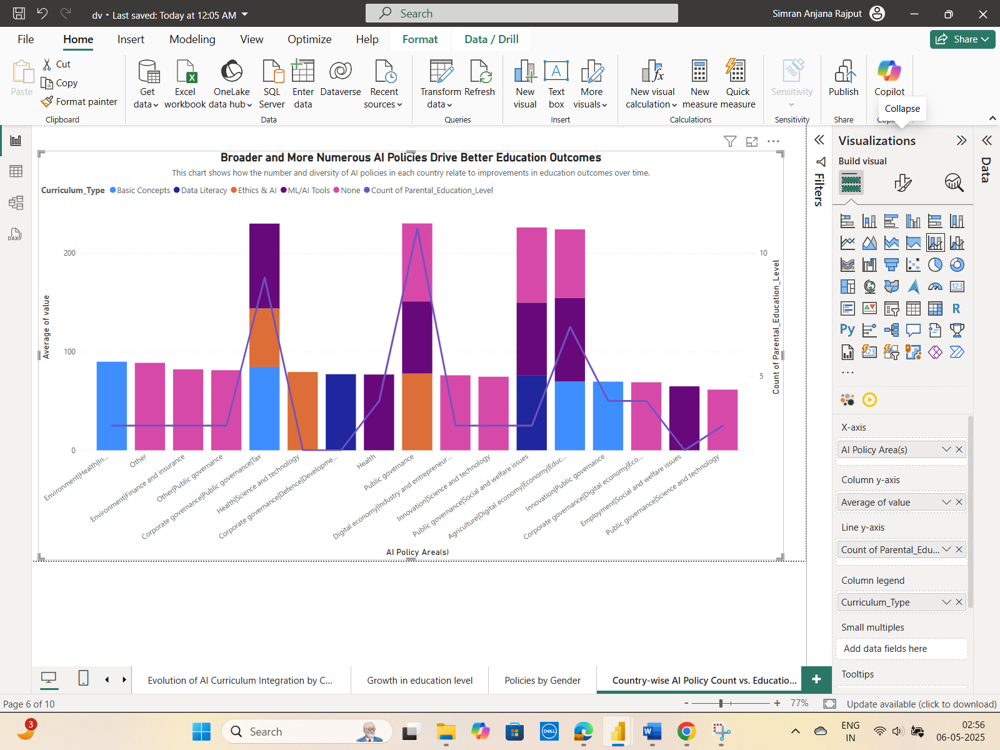 dv • Last saved: Today at 12:05 AM
Search
Simran Anjana Rajput
File
Home
Insert
Modeling
View
Optimize
Help
Format
Data / Drill
Share
Paste
Cut
Copy
Format painter
Clipboard
Get data
Excel workbook
OneLake data hub
SQL Server
Enter data
Dataverse
Recent sources
Data
Transform data
Refresh
Queries
New visual
Text box
More visuals
Insert
New visual calculation
New measure
Quick measure
Calculations
Sensitivity
Sensitivity
Publish
Share
Copilot
Collapse
Broader and More Numerous AI Policies Drive Better Education Outcomes
This chart shows how the number and diversity of AI policies in each country relate to improvements in education outcomes over time.
Curriculum_Type
Basic Concepts
Data Literacy
Ethics & AI
ML/AI Tools
None
Count of Parental_Education_Level
Average of value
200
100
0
10
5
Count of Parental_Education_Level
Environment|Health|In...
Other
Environment|Finance and insurance
Other|Public governance
Corporate governance|Public governance|Tax
Health|Science and technology
Corporate governance|Defence|Developme...
Health
Public governance
Digital economy|Industry and entrepreneur...
Innovation|Science and technology
Public governance|Social and welfare issues
Agriculture|Digital economy|Economy|Educ...
Innovation|Public governance
Corporate governance|Digital economy|Eco...
Employment|Social and welfare issues
Public governance|Science and technology
AI Policy Area(s)
Filters
Visualizations
Build visual
Data
123
R
Py
123
...
X-axis
AI Policy Area(s)
Column y-axis
Average of value
Line y-axis
Count of Parental_Edu...
Column legend
Curriculum_Type
Small multiples
Add data fields here
Tooltips
DAX
Evolution of AI Curriculum Integration by C...
Growth in education level
Policies by Gender
Country-wise AI Policy Count vs. Educatio...
+
Page 6 of 10
- + 77%
Update available (click to download)
3
Search
DELL
ENG
IN
02:56
06-05-2025